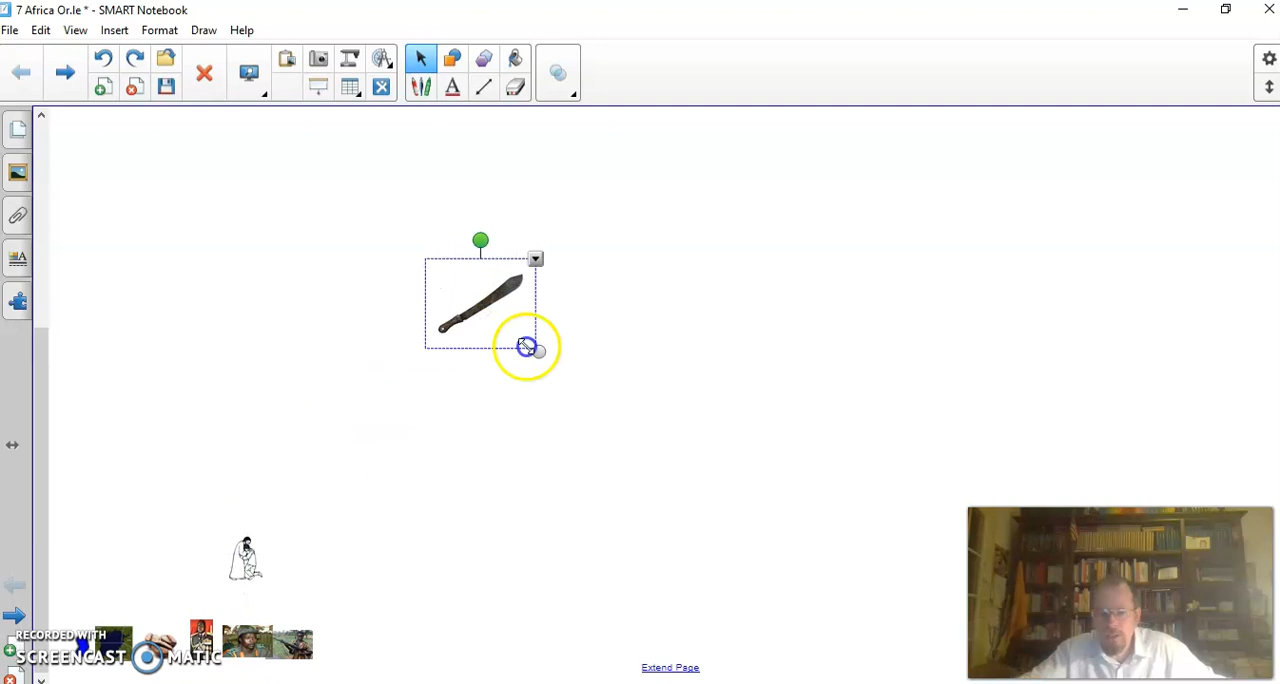 7 Africa Or.le * - SMART Notebook
File Edit View Insert Format Draw Help
A
A
Extend Page
RECORDED WITH
SCREENCAST MATIC